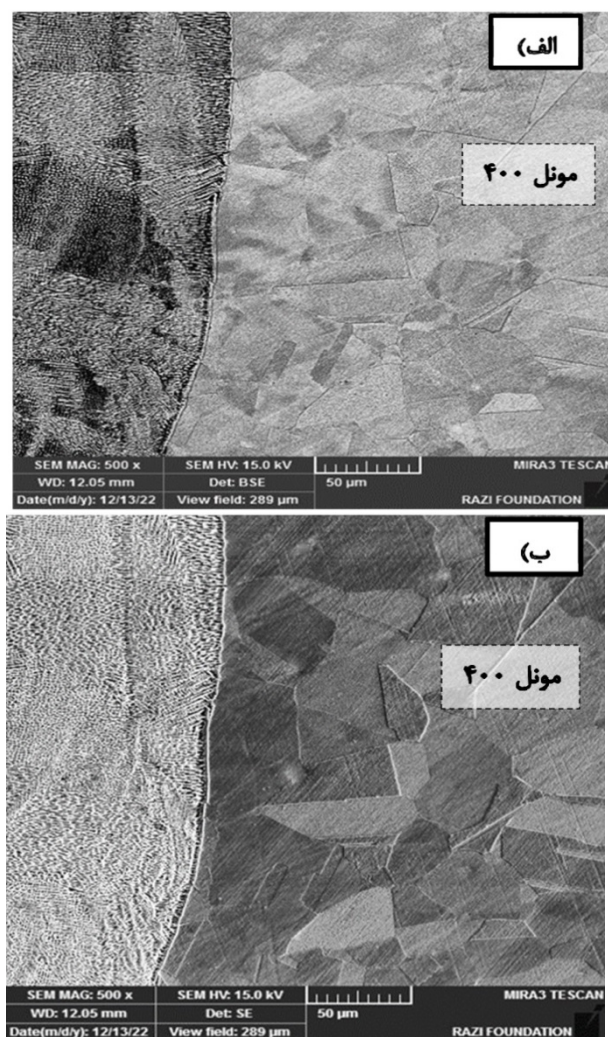 الف)
مونل ۴۰۰
SEM MAG: 500 x SEM HV: 15.0 kV MIRA3 TESCAN
WD: 12.05 mm Det: BSE 50 µm
Date(m/d/y): 12/13/22 View field: 289 µm RAZI FOUNDATION
ب)
مونل ۴۰۰
SEM MAG: 500 x SEM HV: 15.0 kV MIRA3 TESCAN
WD: 12.05 mm Det: SE 50 µm
Date(m/d/y): 12/13/22 View field: 289 µm RAZI FOUNDATION